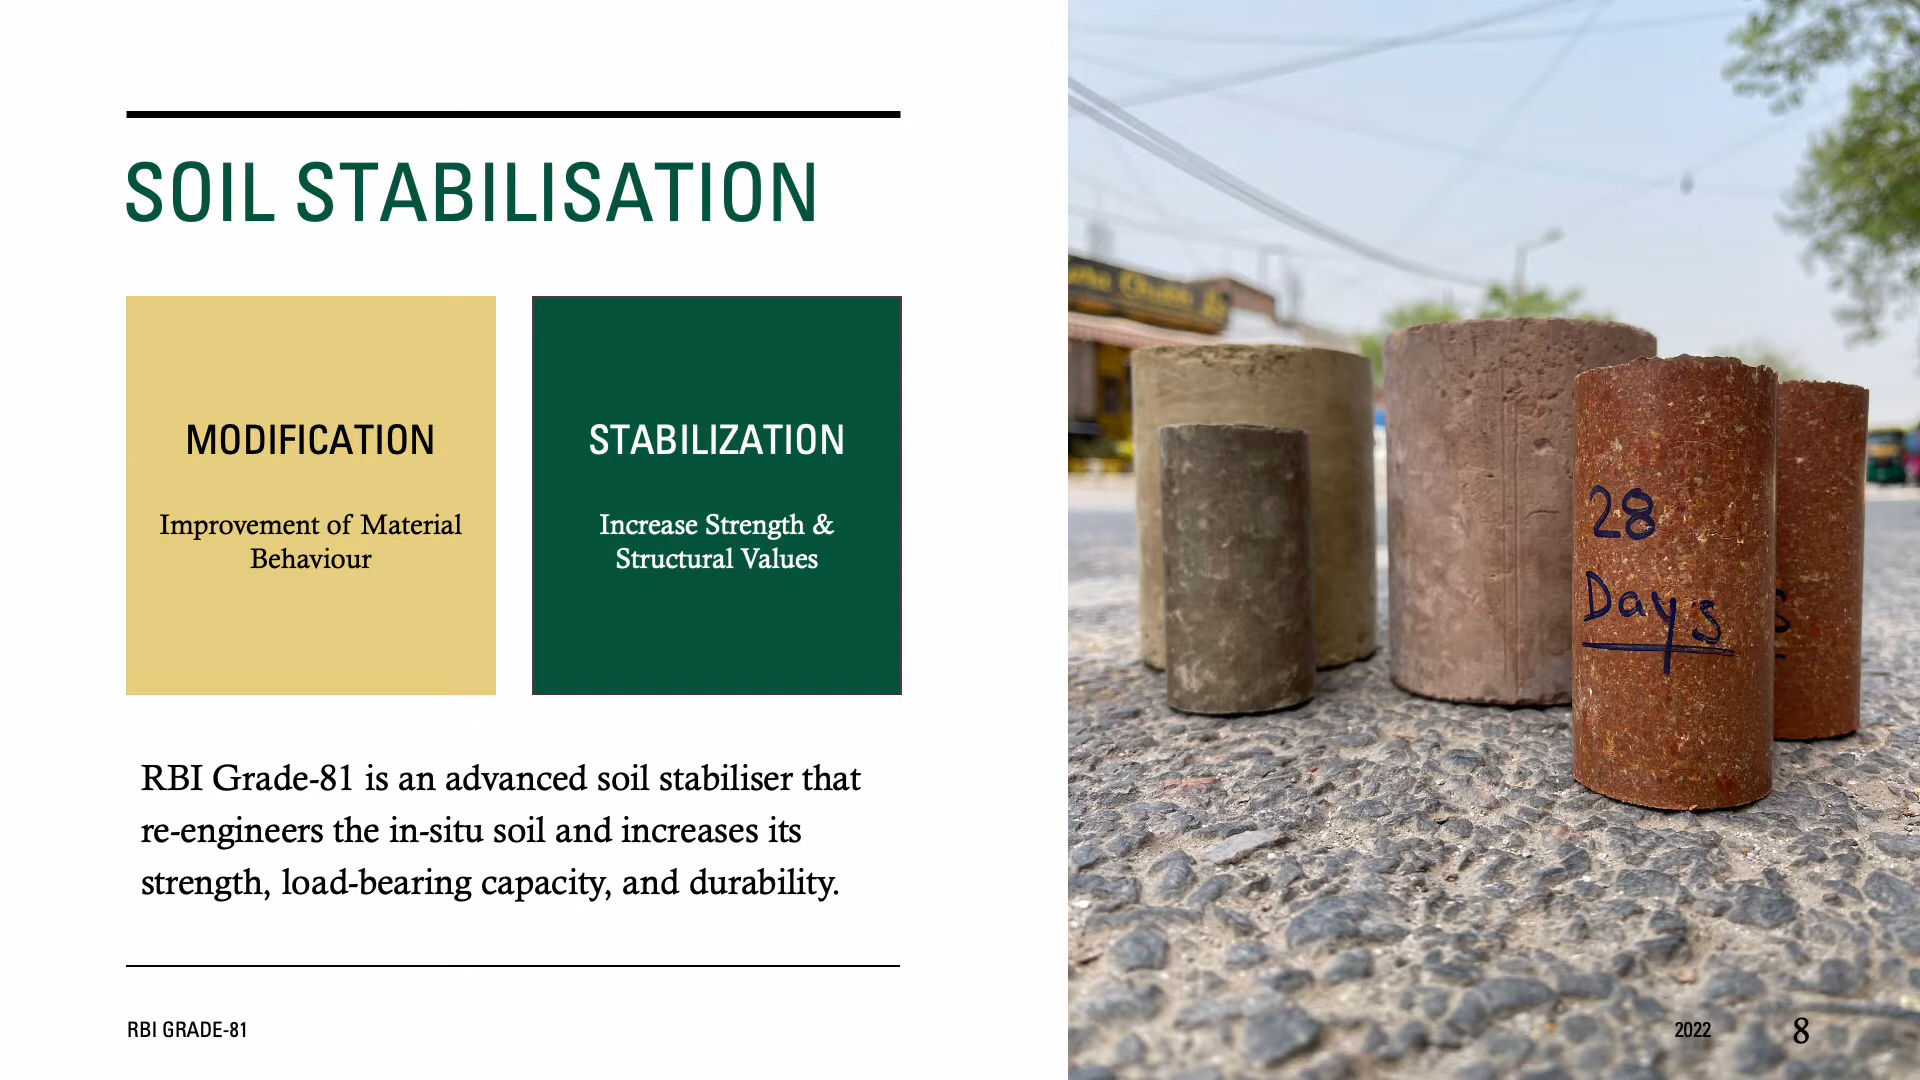 SOIL STABILISATION
MODIFICATION
Improvement of Material
Behaviour
STABILIZATION
Increase Strength &
Structural Values
RBI Grade-81 is an advanced soil stabiliser that
re-engineers the in-situ soil and increases its
strength, load-bearing capacity, and durability.
28
Days
RBI GRADE-81
2022
8